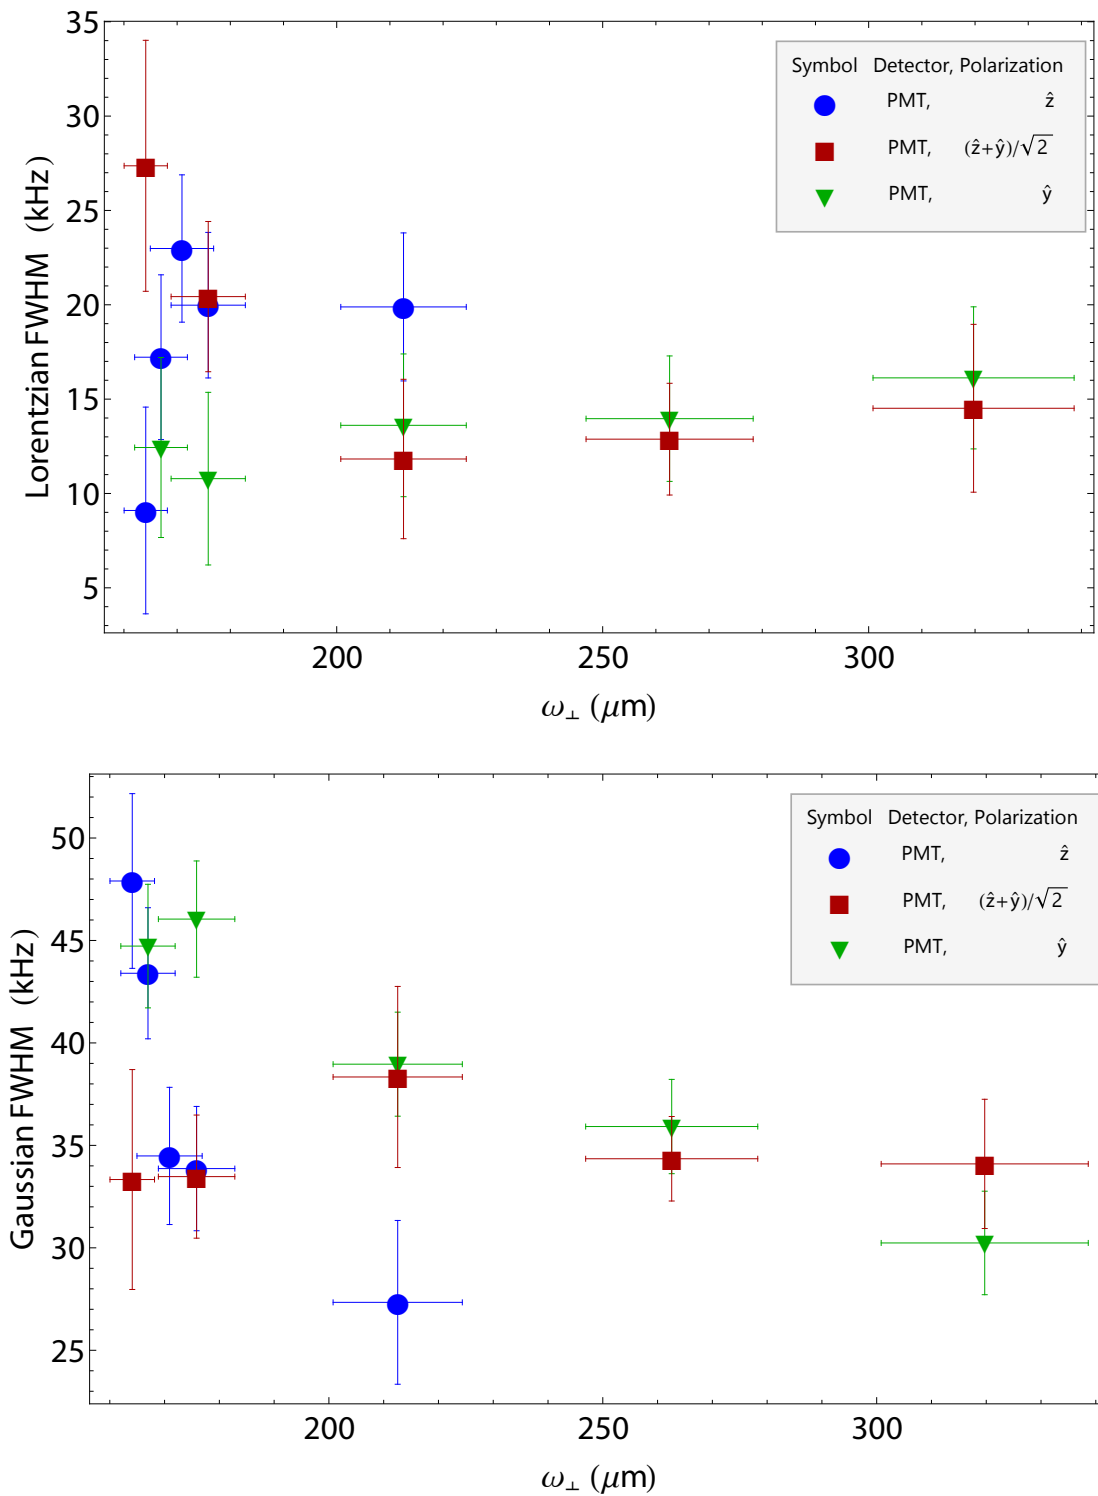 35
30
25
20
15
10
5
Lorentzian FWHM (kHz)
Symbol Detector, Polarization
PMT, ẑ
PMT, (ẑ+ŷ)/√2
PMT, ŷ
200 250 300
ω⊥ (μm)
50
45
40
35
30
25
Gaussian FWHM (kHz)
Symbol Detector, Polarization
PMT, ẑ
PMT, (ẑ+ŷ)/√2
PMT, ŷ
200 250 300
ω⊥ (μm)